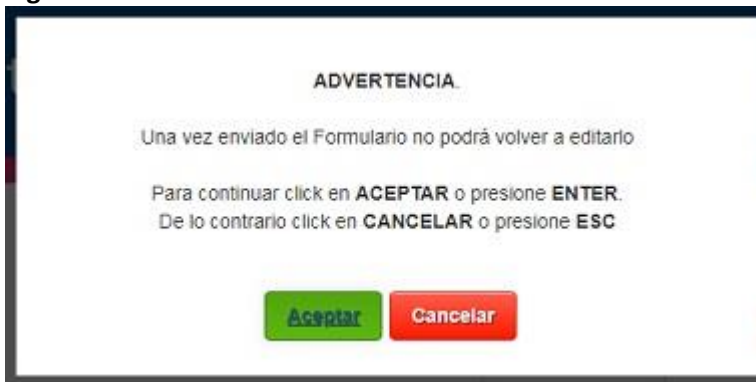 ADVERTENCIA.
Una vez enviado el Formulario no podrá volver a editarlo
Para continuar click en ACEPTAR o presione ENTER.
De lo contrario click en CANCELAR o presione ESC
Aceptar
Cancelar